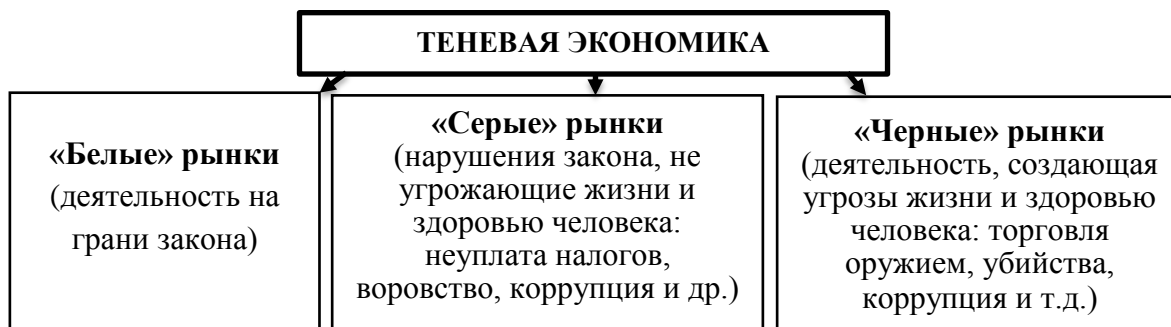 ТЕНЕВАЯ ЭКОНОМИКА
«Белые» рынки
(деятельность на
грани закона)
«Серые» рынки
(нарушения закона, не
угрожающие жизни и
здоровью человека:
неуплата налогов,
воровство, коррупция и др.)
«Черные» рынки
(деятельность, создающая
угрозы жизни и здоровью
человека: торговля
оружием, убийства,
коррупция и т.д.)